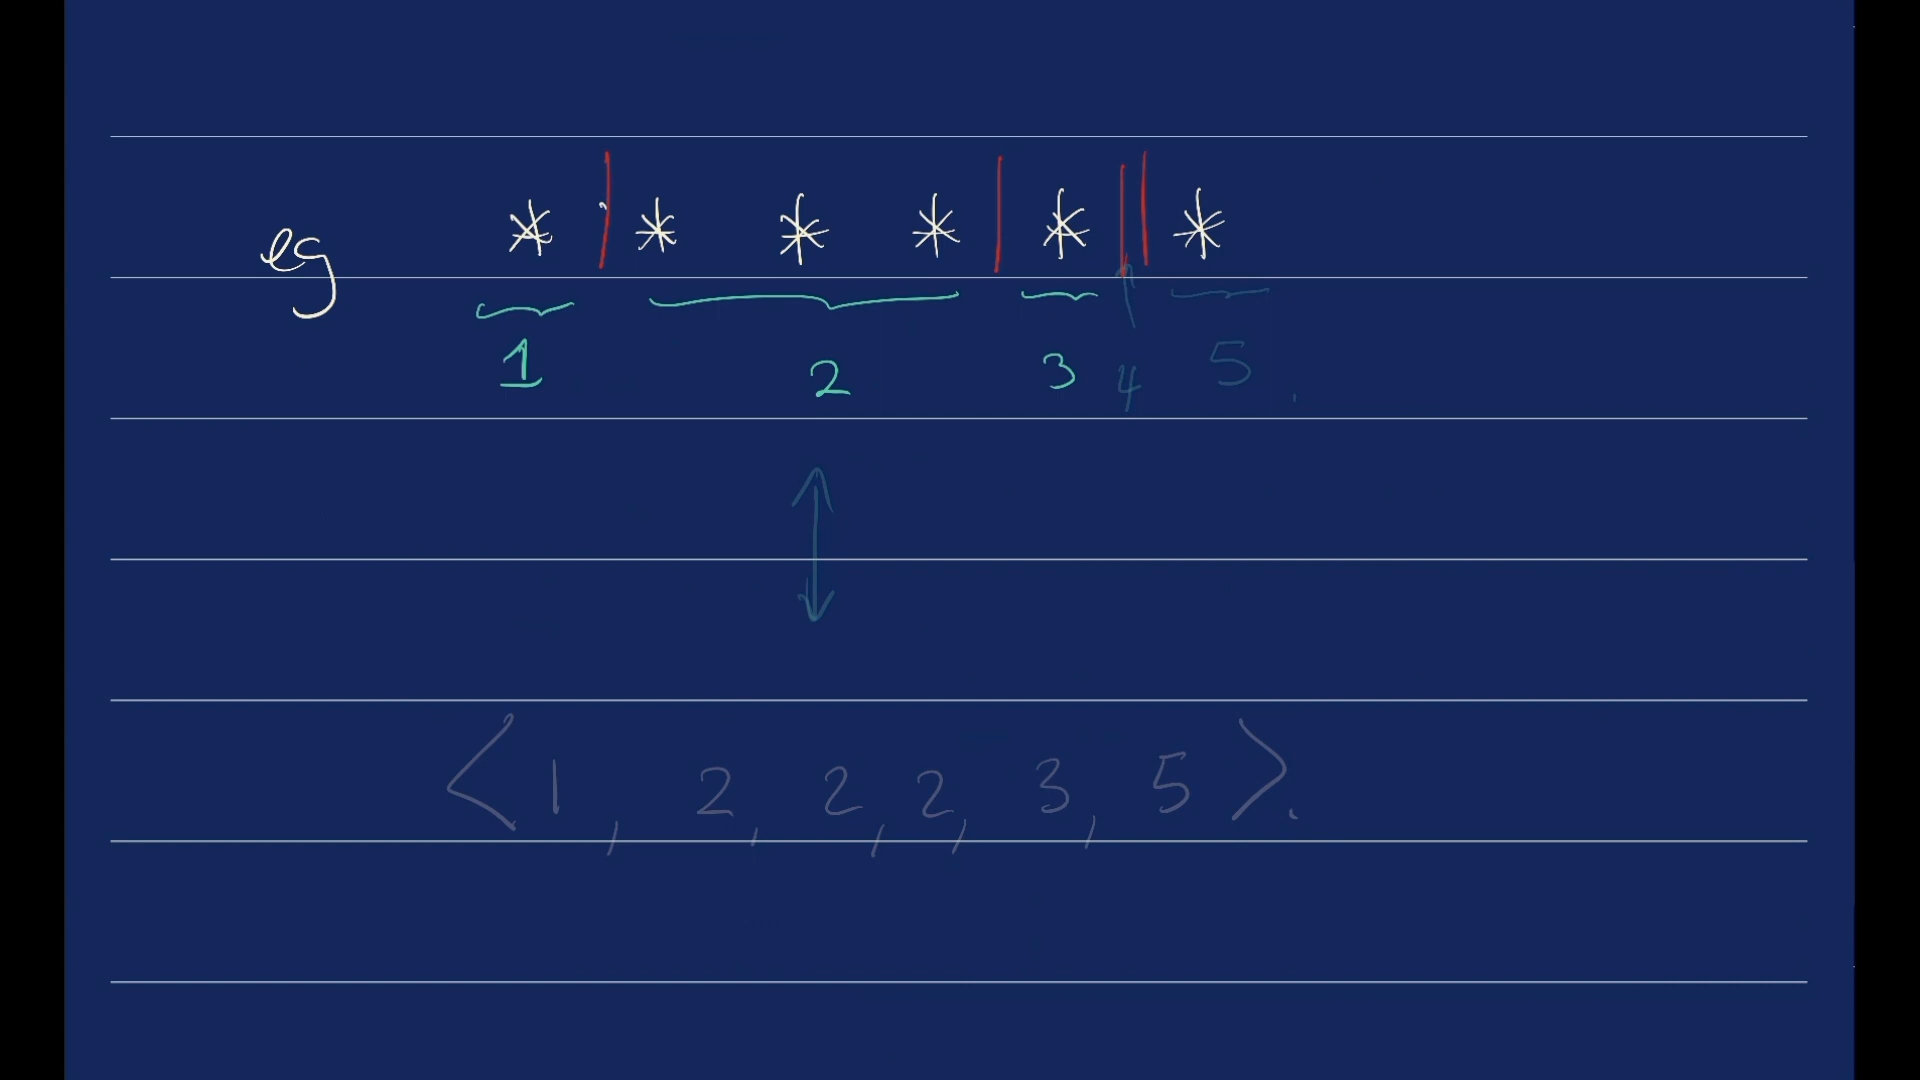 eg * | * * * | * || * 
1 2 3 4 5.
<1, 2, 2, 2, 3, 5>.